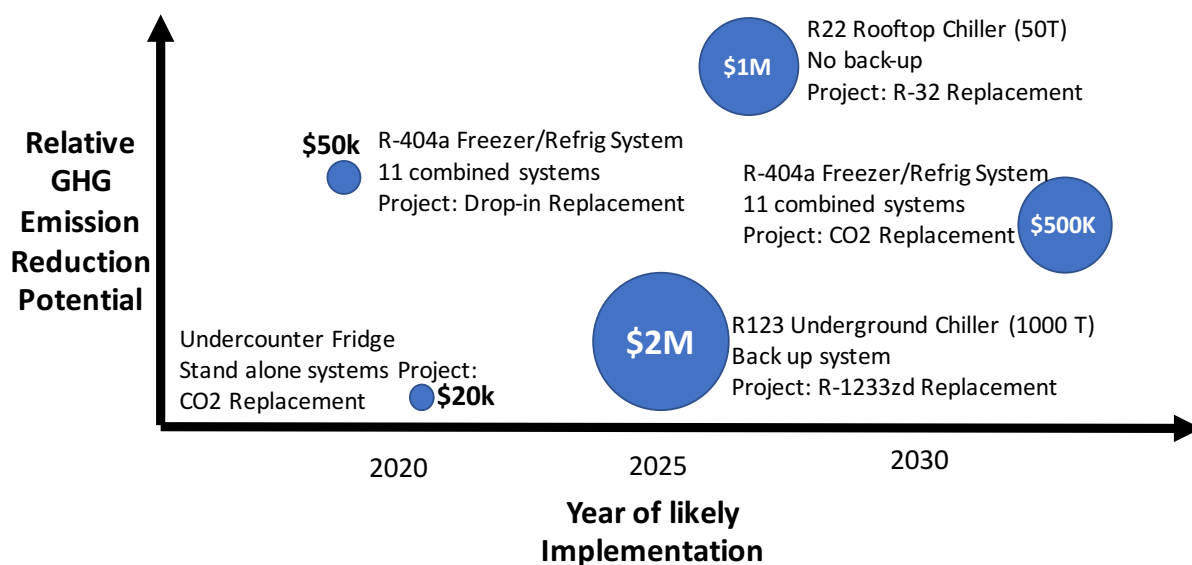 Relative
GHG
Emission
Reduction
Potential
$1M
R22 Rooftop Chiller (50T)
No back-up
Project: R-32 Replacement
$50k
R-404a Freezer/Refrig System
11 combined systems
Project: Drop-in Replacement
R-404a Freezer/Refrig System
11 combined systems
Project: CO2 Replacement
$500K
Undercounter Fridge
Stand alone systems Project:
CO2 Replacement
$20k
$2M
R123 Underground Chiller (1000 T)
Back up system
Project: R-1233zd Replacement
2020
2025
2030
Year of likely
Implementation